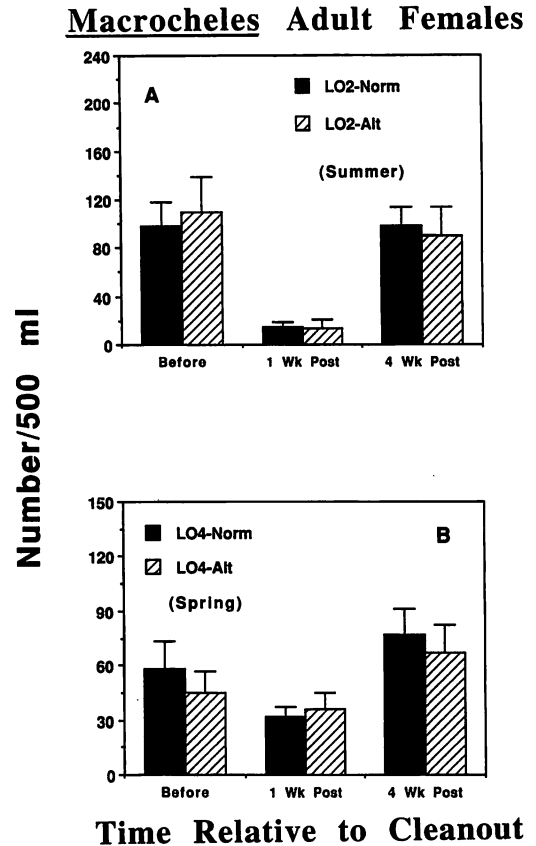 Macrocheles Adult Females
Number/500 ml
240
200
160
120
80
40
0
A
LO2-Norm
LO2-Alt
(Summer)
Before 1 Wk Post 4 Wk Post
150
120
90
60
30
0
LO4-Norm
LO4-Alt
(Spring)
B
Before 1 Wk Post 4 Wk Post
Time Relative to Cleanout